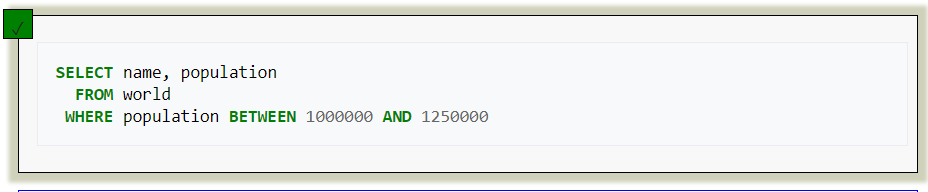 ✓
SELECT name, population
FROM world
WHERE population BETWEEN 1000000 AND 1250000